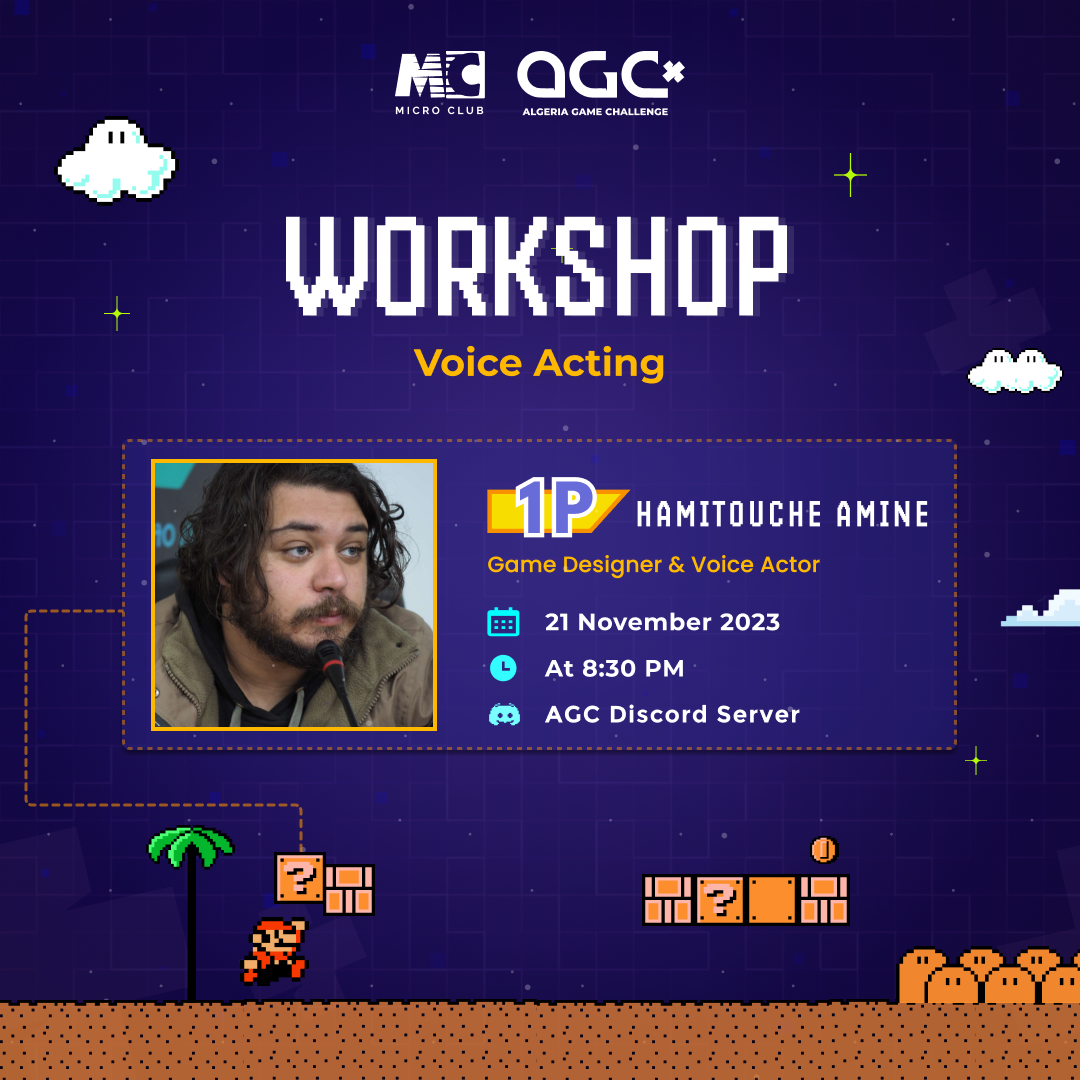 MC AGC×
MICRO CLUB ALGERIA GAME CHALLENGE
WORKSHOP
Voice Acting
1P HAMITOUCHE AMINE
Game Designer & Voice Actor
21 November 2023
At 8:30 PM
AGC Discord Server
?
?